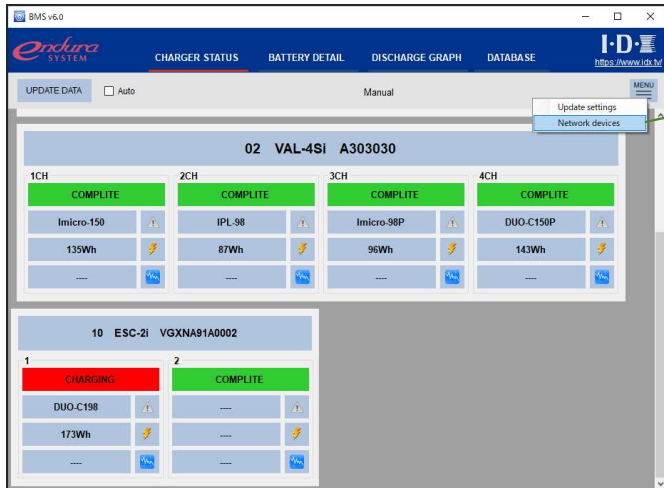 BMS v6.0
endura
SYSTEM
CHARGER STATUS BATTERY DETAIL DISCHARGE GRAPH DATABASE
I·D·X
https://www.idx.tv/
UPDATE DATA Auto Manual MENU
Update settings
Network devices
02 VAL-4Si A303030
1CH 2CH 3CH 4CH
COMPLITE COMPLITE COMPLITE COMPLITE
Imicro-150 IPL-98 Imicro-98P DUO-C150P
135Wh 87Wh 96Wh 143Wh
---- ---- ---- ----
10 ESC-2i VGXNA91A0002
1 2
CHARGING COMPLITE
DUO-C198 ----
173Wh ----
---- ----